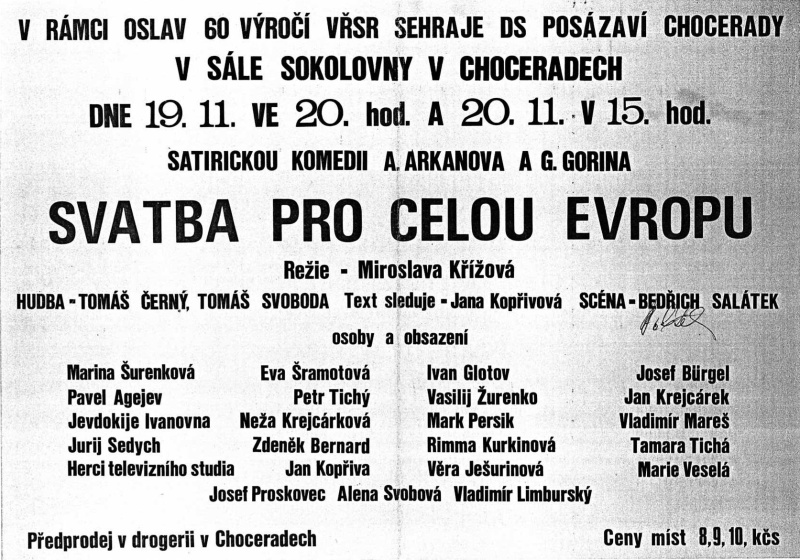 V RÁMCI OSLAV 60 VÝROČÍ VŘSR SEHRAJE DS POSÁZAVÍ CHOCERADY
V SÁLE SOKOLOVNY V CHOCERADECH
DNE 19. 11. VE 20. hod. A 20. 11. V 15. hod.
SATIRICKOU KOMEDII A. ARKANOVA A G. GORINA
SVATBA PRO CELOU EVROPU
Režie - Miroslava Křížová
HUDBA - TOMÁŠ ČERNÝ, TOMÁŠ SVOBODA Text sleduje - Jana Kopřivová SCÉNA - BEDŘICH SALÁTEK
osoby a obsazení
Marina Šurenková Eva Šramotová Ivan Glotov Josef Bürgel
Pavel Agejev Petr Tichý Vasilij Žurenko Jan Krejcárek
Jevdokije Ivanovna Neža Krejcárková Mark Persik Vladimír Mareš
Jurij Sedych Zdeněk Bernard Rimma Kurkinová Tamara Tichá
Herci televizního studia Jan Kopřiva Věra Ješurinová Marie Veselá
Josef Proskovec Alena Svobová Vladimír Limburský
Předprodej v drogerii v Choceradech Ceny míst 8,9,10, kčs